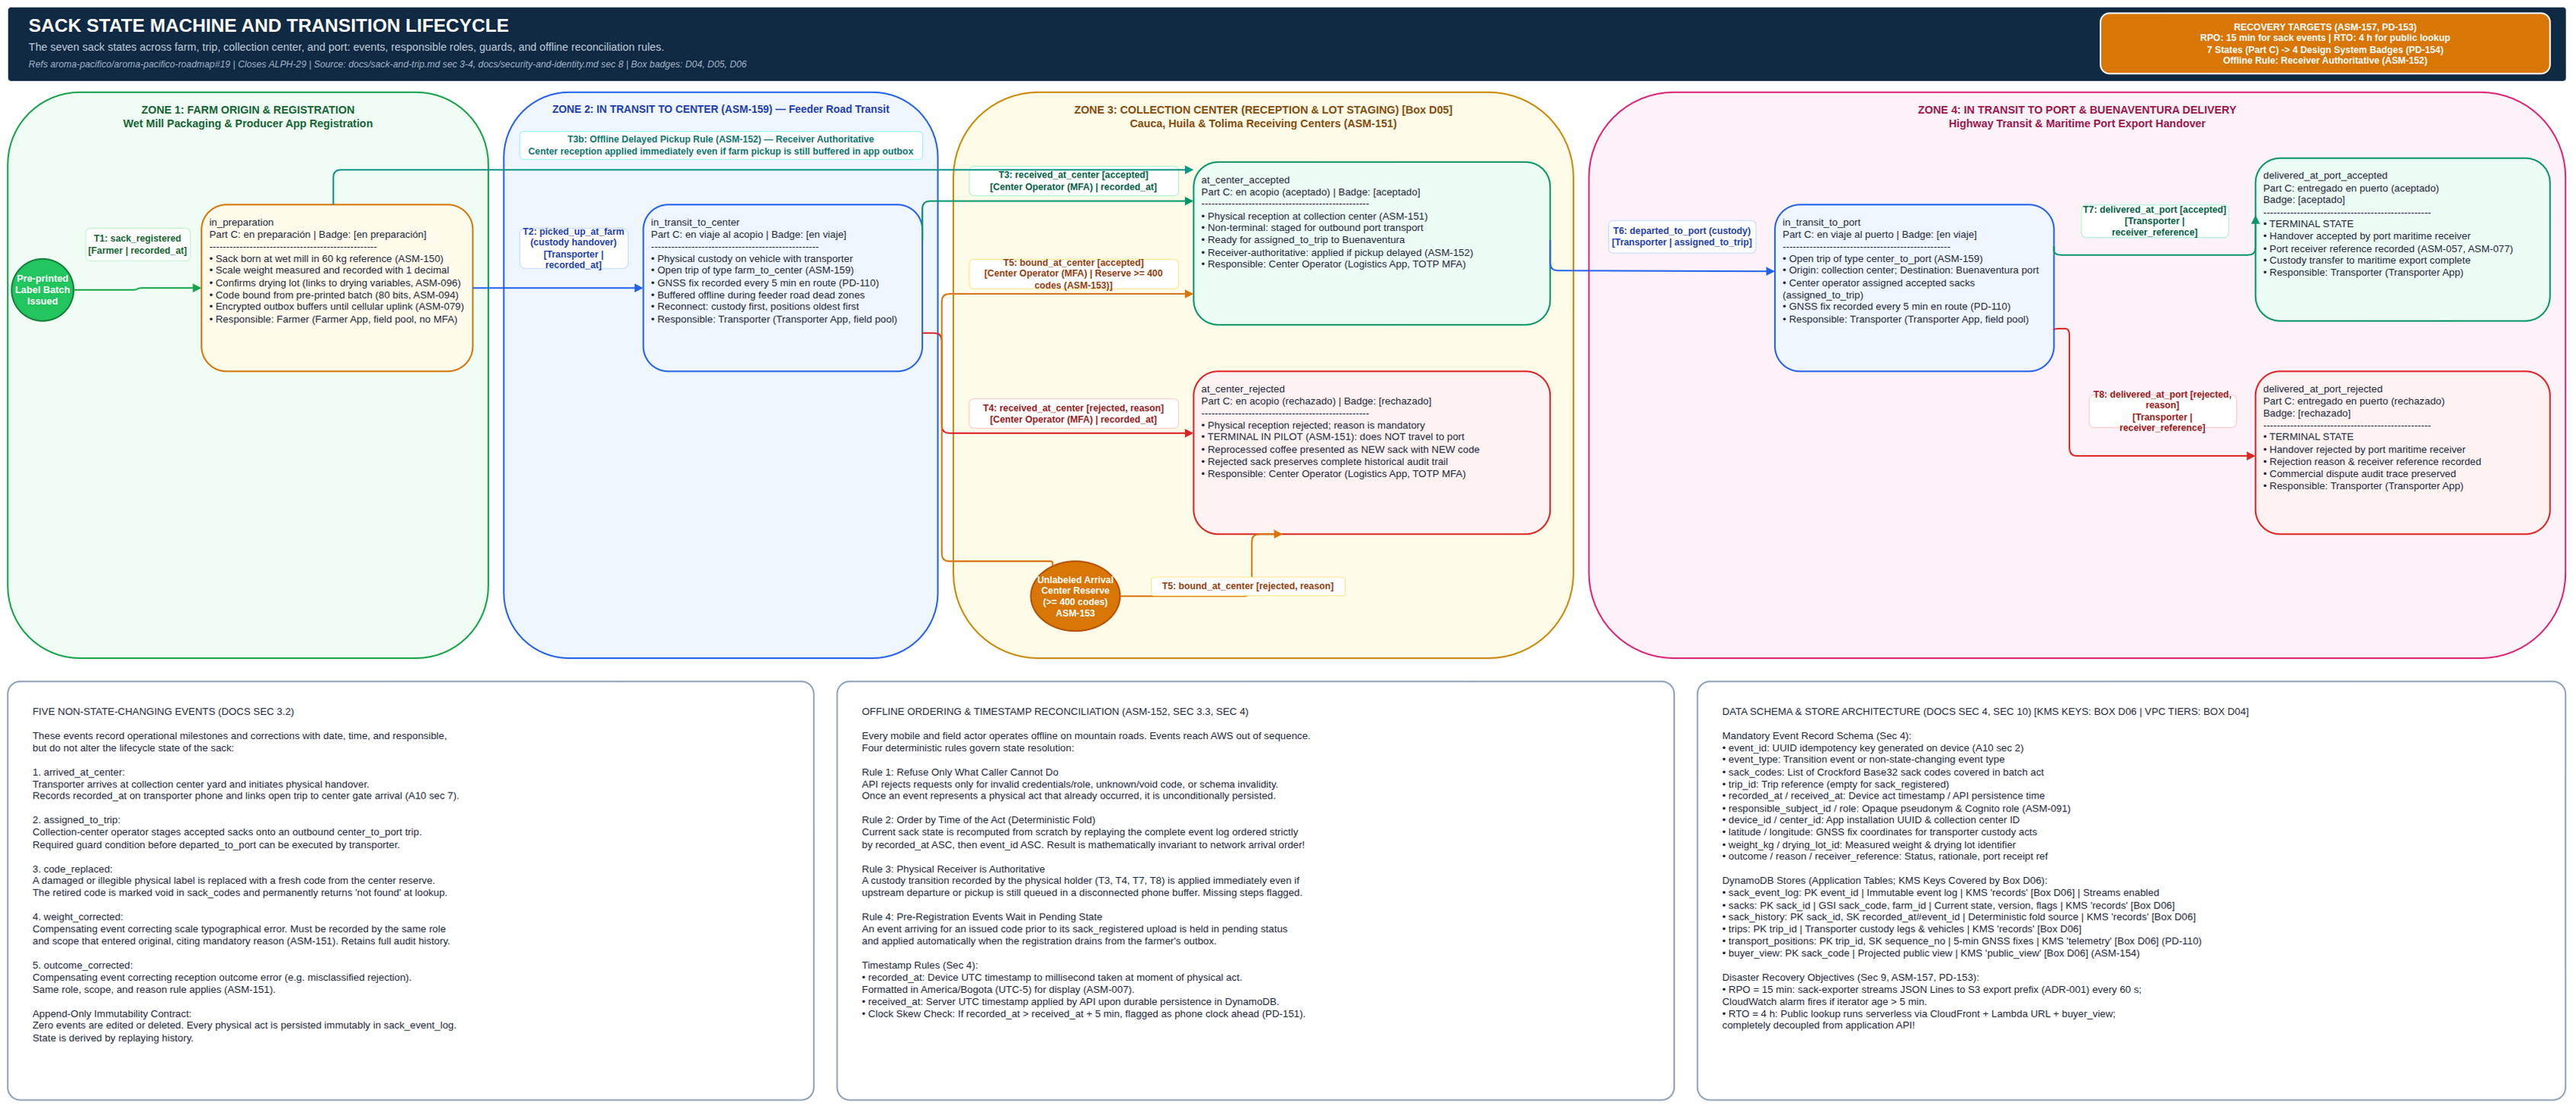 SACK STATE MACHINE AND TRANSITION LIFECYCLE
The seven sack states across farm, trip, collection center, and port: events, responsible roles, guards, and offline reconciliation rules.
Refs aroma-pacifico/aroma-pacifico-roadmap#19 | Closes ALPH-29 | Source: docs/sack-and-trip.md sec 3-4, docs/security-and-identity.md sec 8 | Box badges: D04, D05, D06
RECOVERY TARGETS (ASM-157, PD-153)
RPO: 15 min for sack events | RTO: 4 h for public lookup
7 States (Part C) -> 4 Design System Badges (PD-154)
Offline Rule: Receiver Authoritative (ASM-152)
ZONE 1: FARM ORIGIN & REGISTRATION
Wet Mill Packaging & Producer App Registration
Pre-printed
Label Batch
Issued
T1: sack_registered
[Farmer | recorded_at]
in_preparation
Part C: en preparación | Badge: [en preparación]
--------------------------------------------------
• Sack born at wet mill in 60 kg reference (ASM-150)
• Scale weight measured and recorded with 1 decimal
• Confirms drying lot (links to drying variables, ASM-096)
• Code bound from pre-printed batch (80 bits, ASM-094)
• Encrypted outbox buffers until cellular uplink (ASM-079)
• Responsible: Farmer (Farmer App, field pool, no MFA)
ZONE 2: IN TRANSIT TO CENTER (ASM-159) — Feeder Road Transit
T3b: Offline Delayed Pickup Rule (ASM-152) — Receiver Authoritative
Center reception applied immediately even if farm pickup is still buffered in app outbox
T2: picked_up_at_farm
(custody handover)
[Transporter |
recorded_at]
in_transit_to_center
Part C: en viaje al acopio | Badge: [en viaje]
--------------------------------------------------
• Physical custody on vehicle with transporter
• Open trip of type farm_to_center (ASM-159)
• GNSS fix recorded every 5 min en route (PD-110)
• Buffered offline during feeder road dead zones
• Reconnect: custody first, positions oldest first
• Responsible: Transporter (Transporter App, field pool)
ZONE 3: COLLECTION CENTER (RECEPTION & LOT STAGING) [Box D05]
Cauca, Huila & Tolima Receiving Centers (ASM-151)
T3: received_at_center [accepted]
[Center Operator (MFA) | recorded_at]
T5: bound_at_center [accepted]
[Center Operator (MFA) | Reserve >= 400
codes (ASM-153)]
T4: received_at_center [rejected, reason]
[Center Operator (MFA) | recorded_at]
at_center_accepted
Part C: en acopio (aceptado) | Badge: [aceptado]
--------------------------------------------------
• Physical reception at collection center (ASM-151)
• Non-terminal: staged for outbound port transport
• Ready for assigned_to_trip to Buenaventura
• Receiver-authoritative: applied if pickup delayed (ASM-152)
• Responsible: Center Operator (Logistics App, TOTP MFA)
at_center_rejected
Part C: en acopio (rechazado) | Badge: [rechazado]
--------------------------------------------------
• Physical reception rejected; reason is mandatory
• TERMINAL IN PILOT (ASM-151): does NOT travel to port
• Reprocessed coffee presented as NEW sack with NEW code
• Rejected sack preserves complete historical audit trail
• Responsible: Center Operator (Logistics App, TOTP MFA)
Unlabeled Arrival
Center Reserve
(>= 400 codes)
ASM-153
T5: bound_at_center [rejected, reason]
ZONE 4: IN TRANSIT TO PORT & BUENAVENTURA DELIVERY
Highway Transit & Maritime Port Export Handover
T6: departed_to_port (custody)
[Transporter | assigned_to_trip]
in_transit_to_port
Part C: en viaje al puerto | Badge: [en viaje]
--------------------------------------------------
• Open trip of type center_to_port (ASM-159)
• Origin: collection center; Destination: Buenaventura port
• Center operator assigned accepted sacks
(assigned_to_trip)
• GNSS fix recorded every 5 min en route (PD-110)
• Responsible: Transporter (Transporter App, field pool)
T7: delivered_at_port [accepted]
[Transporter |
receiver_reference]
T8: delivered_at_port [rejected,
reason]
[Transporter |
receiver_reference]
delivered_at_port_accepted
Part C: entregado en puerto (aceptado)
Badge: [aceptado]
--------------------------------------------------
• TERMINAL STATE
• Handover accepted by port maritime receiver
• Port receiver reference recorded (ASM-057, ASM-077)
• Custody transfer to maritime export complete
• Responsible: Transporter (Transporter App)
delivered_at_port_rejected
Part C: entregado en puerto (rechazado)
Badge: [rechazado]
--------------------------------------------------
• TERMINAL STATE
• Handover rejected by port maritime receiver
• Rejection reason & receiver reference recorded
• Commercial dispute audit trace preserved
• Responsible: Transporter (Transporter App)
FIVE NON-STATE-CHANGING EVENTS (DOCS SEC 3.2)
These events record operational milestones and corrections with date, time, and responsible,
but do not alter the lifecycle state of the sack:
1. arrived_at_center:
Transporter arrives at collection center yard and initiates physical handover.
Records recorded_at on transporter phone and links open trip to center gate arrival (A10 sec 7).
2. assigned_to_trip:
Collection-center operator stages accepted sacks onto an outbound center_to_port trip.
Required guard condition before departed_to_port can be executed by transporter.
3. code_replaced:
A damaged or illegible physical label is replaced with a fresh code from the center reserve.
The retired code is marked void in sack_codes and permanently returns 'not found' at lookup.
4. weight_corrected:
Compensating event correcting scale typographical error. Must be recorded by the same role
and scope that entered original, citing mandatory reason (ASM-151). Retains full audit history.
5. outcome_corrected:
Compensating event correcting reception outcome error (e.g. misclassified rejection).
Same role, scope, and reason rule applies (ASM-151).
Append-Only Immutability Contract:
Zero events are edited or deleted. Every physical act is persisted immutably in sack_event_log.
State is derived by replaying history.
OFFLINE ORDERING & TIMESTAMP RECONCILIATION (ASM-152, SEC 3.3, SEC 4)
Every mobile and field actor operates offline on mountain roads. Events reach AWS out of sequence.
Four deterministic rules govern state resolution:
Rule 1: Refuse Only What Caller Cannot Do
API rejects requests only for invalid credentials/role, unknown/void code, or schema invalidity.
Once an event represents a physical act that already occurred, it is unconditionally persisted.
Rule 2: Order by Time of the Act (Deterministic Fold)
Current sack state is recomputed from scratch by replaying the complete event log ordered strictly
by recorded_at ASC, then event_id ASC. Result is mathematically invariant to network arrival order!
Rule 3: Physical Receiver is Authoritative
A custody transition recorded by the physical holder (T3, T4, T7, T8) is applied immediately even if
upstream departure or pickup is still queued in a disconnected phone buffer. Missing steps flagged.
Rule 4: Pre-Registration Events Wait in Pending State
An event arriving for an issued code prior to its sack_registered upload is held in pending status
and applied automatically when the registration drains from the farmer's outbox.
Timestamp Rules (Sec 4):
• recorded_at: Device UTC timestamp to millisecond taken at moment of physical act.
Formatted in America/Bogota (UTC-5) for display (ASM-007).
• received_at: Server UTC timestamp applied by API upon durable persistence in DynamoDB.
• Clock Skew Check: If recorded_at > received_at + 5 min, flagged as phone clock ahead (PD-151).
DATA SCHEMA & STORE ARCHITECTURE (DOCS SEC 4, SEC 10) [KMS KEYS: BOX D06 | VPC TIERS: BOX D04]
Mandatory Event Record Schema (Sec 4):
• event_id: UUID idempotency key generated on device (A10 sec 2)
• event_type: Transition event or non-state-changing event type
• sack_codes: List of Crockford Base32 sack codes covered in batch act
• trip_id: Trip reference (empty for sack_registered)
• recorded_at / received_at: Device act timestamp / API persistence time
• responsible_subject_id / role: Opaque pseudonym & Cognito role (ASM-091)
• device_id / center_id: App installation UUID & collection center ID
• latitude / longitude: GNSS fix coordinates for transporter custody acts
• weight_kg / drying_lot_id: Measured weight & drying lot identifier
• outcome / reason / receiver_reference: Status, rationale, port receipt ref
DynamoDB Stores (Application Tables; KMS Keys Covered by Box D06):
• sack_event_log: PK event_id | Immutable event log | KMS 'records' [Box D06] | Streams enabled
• sacks: PK sack_id | GSI sack_code, farm_id | Current state, version, flags | KMS 'records' [Box D06]
• sack_history: PK sack_id, SK recorded_at#event_id | Deterministic fold source | KMS 'records' [Box D06]
• trips: PK trip_id | Transporter custody legs & vehicles | KMS 'records' [Box D06]
• transport_positions: PK trip_id, SK sequence_no | 5-min GNSS fixes | KMS 'telemetry' [Box D06] (PD-110)
• buyer_view: PK sack_code | Projected public view | KMS 'public_view' [Box D06] (ASM-154)
Disaster Recovery Objectives (Sec 9, ASM-157, PD-153):
• RPO = 15 min: sack-exporter streams JSON Lines to S3 export prefix (ADR-001) every 60 s;
CloudWatch alarm fires if iterator age > 5 min.
• RTO = 4 h: Public lookup runs serverless via CloudFront + Lambda URL + buyer_view;
completely decoupled from application API!